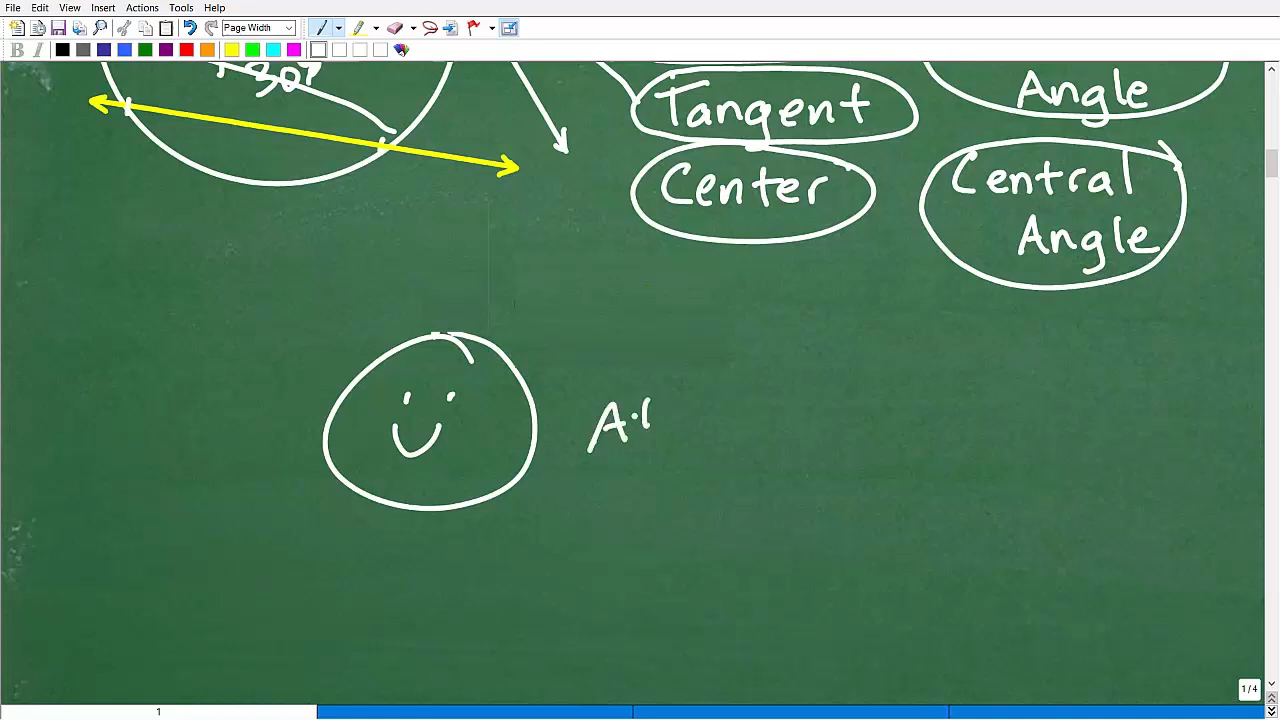 File Edit View Insert Actions Tools Help
Page Width
B I
30°
Tangent
Angle
Center
Central
Angle
1/4
1